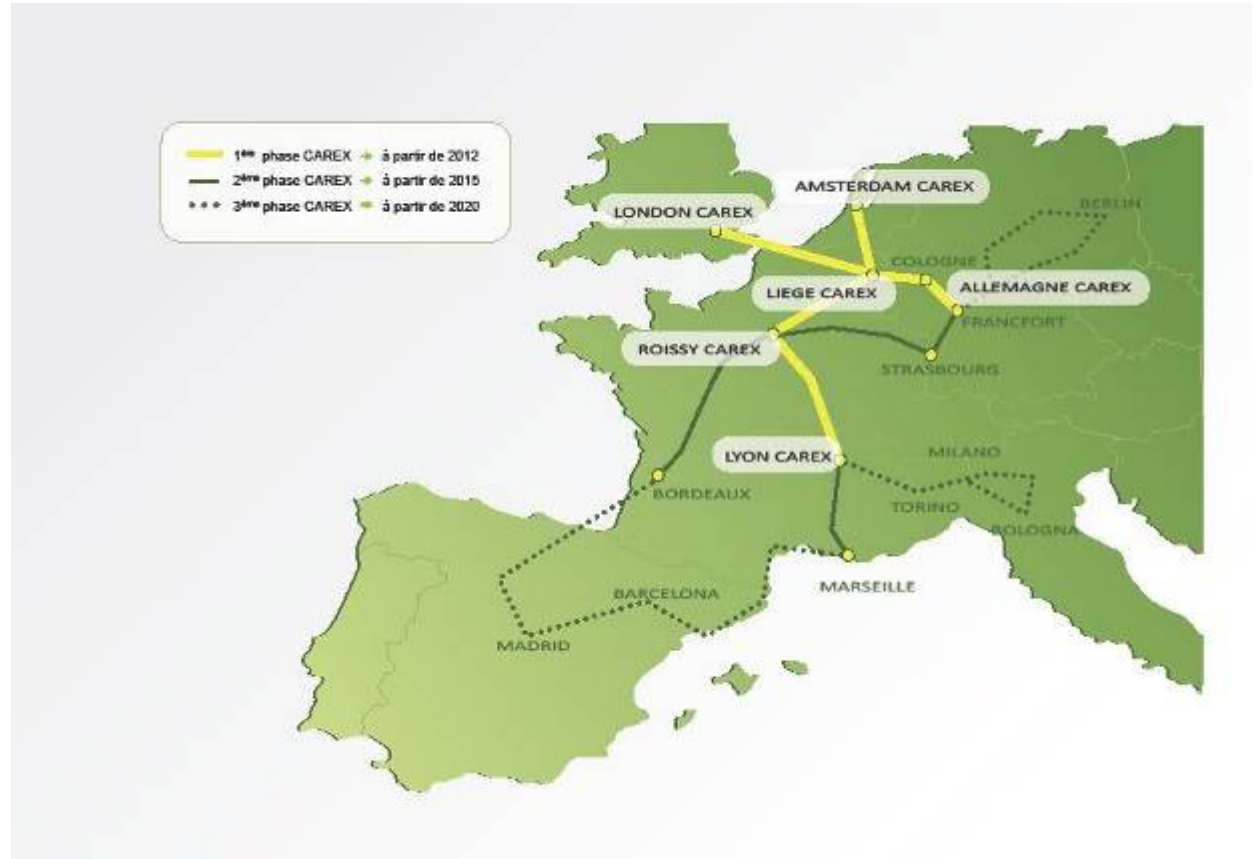 1ère phase CAREX à partir de 2012
2ème phase CAREX à partir de 2015
3ème phase CAREX à partir de 2020
AMSTERDAM CAREX
LONDON CAREX
BERLIN
COLOGNE
LIEGE CAREX
ALLEMAGNE CAREX
FRANCFORT
ROISSY CAREX
STRASBOURG
LYON CAREX
MILANO
BORDEAUX
TORINO
BOLOGNA
MARSEILLE
BARCELONA
MADRID